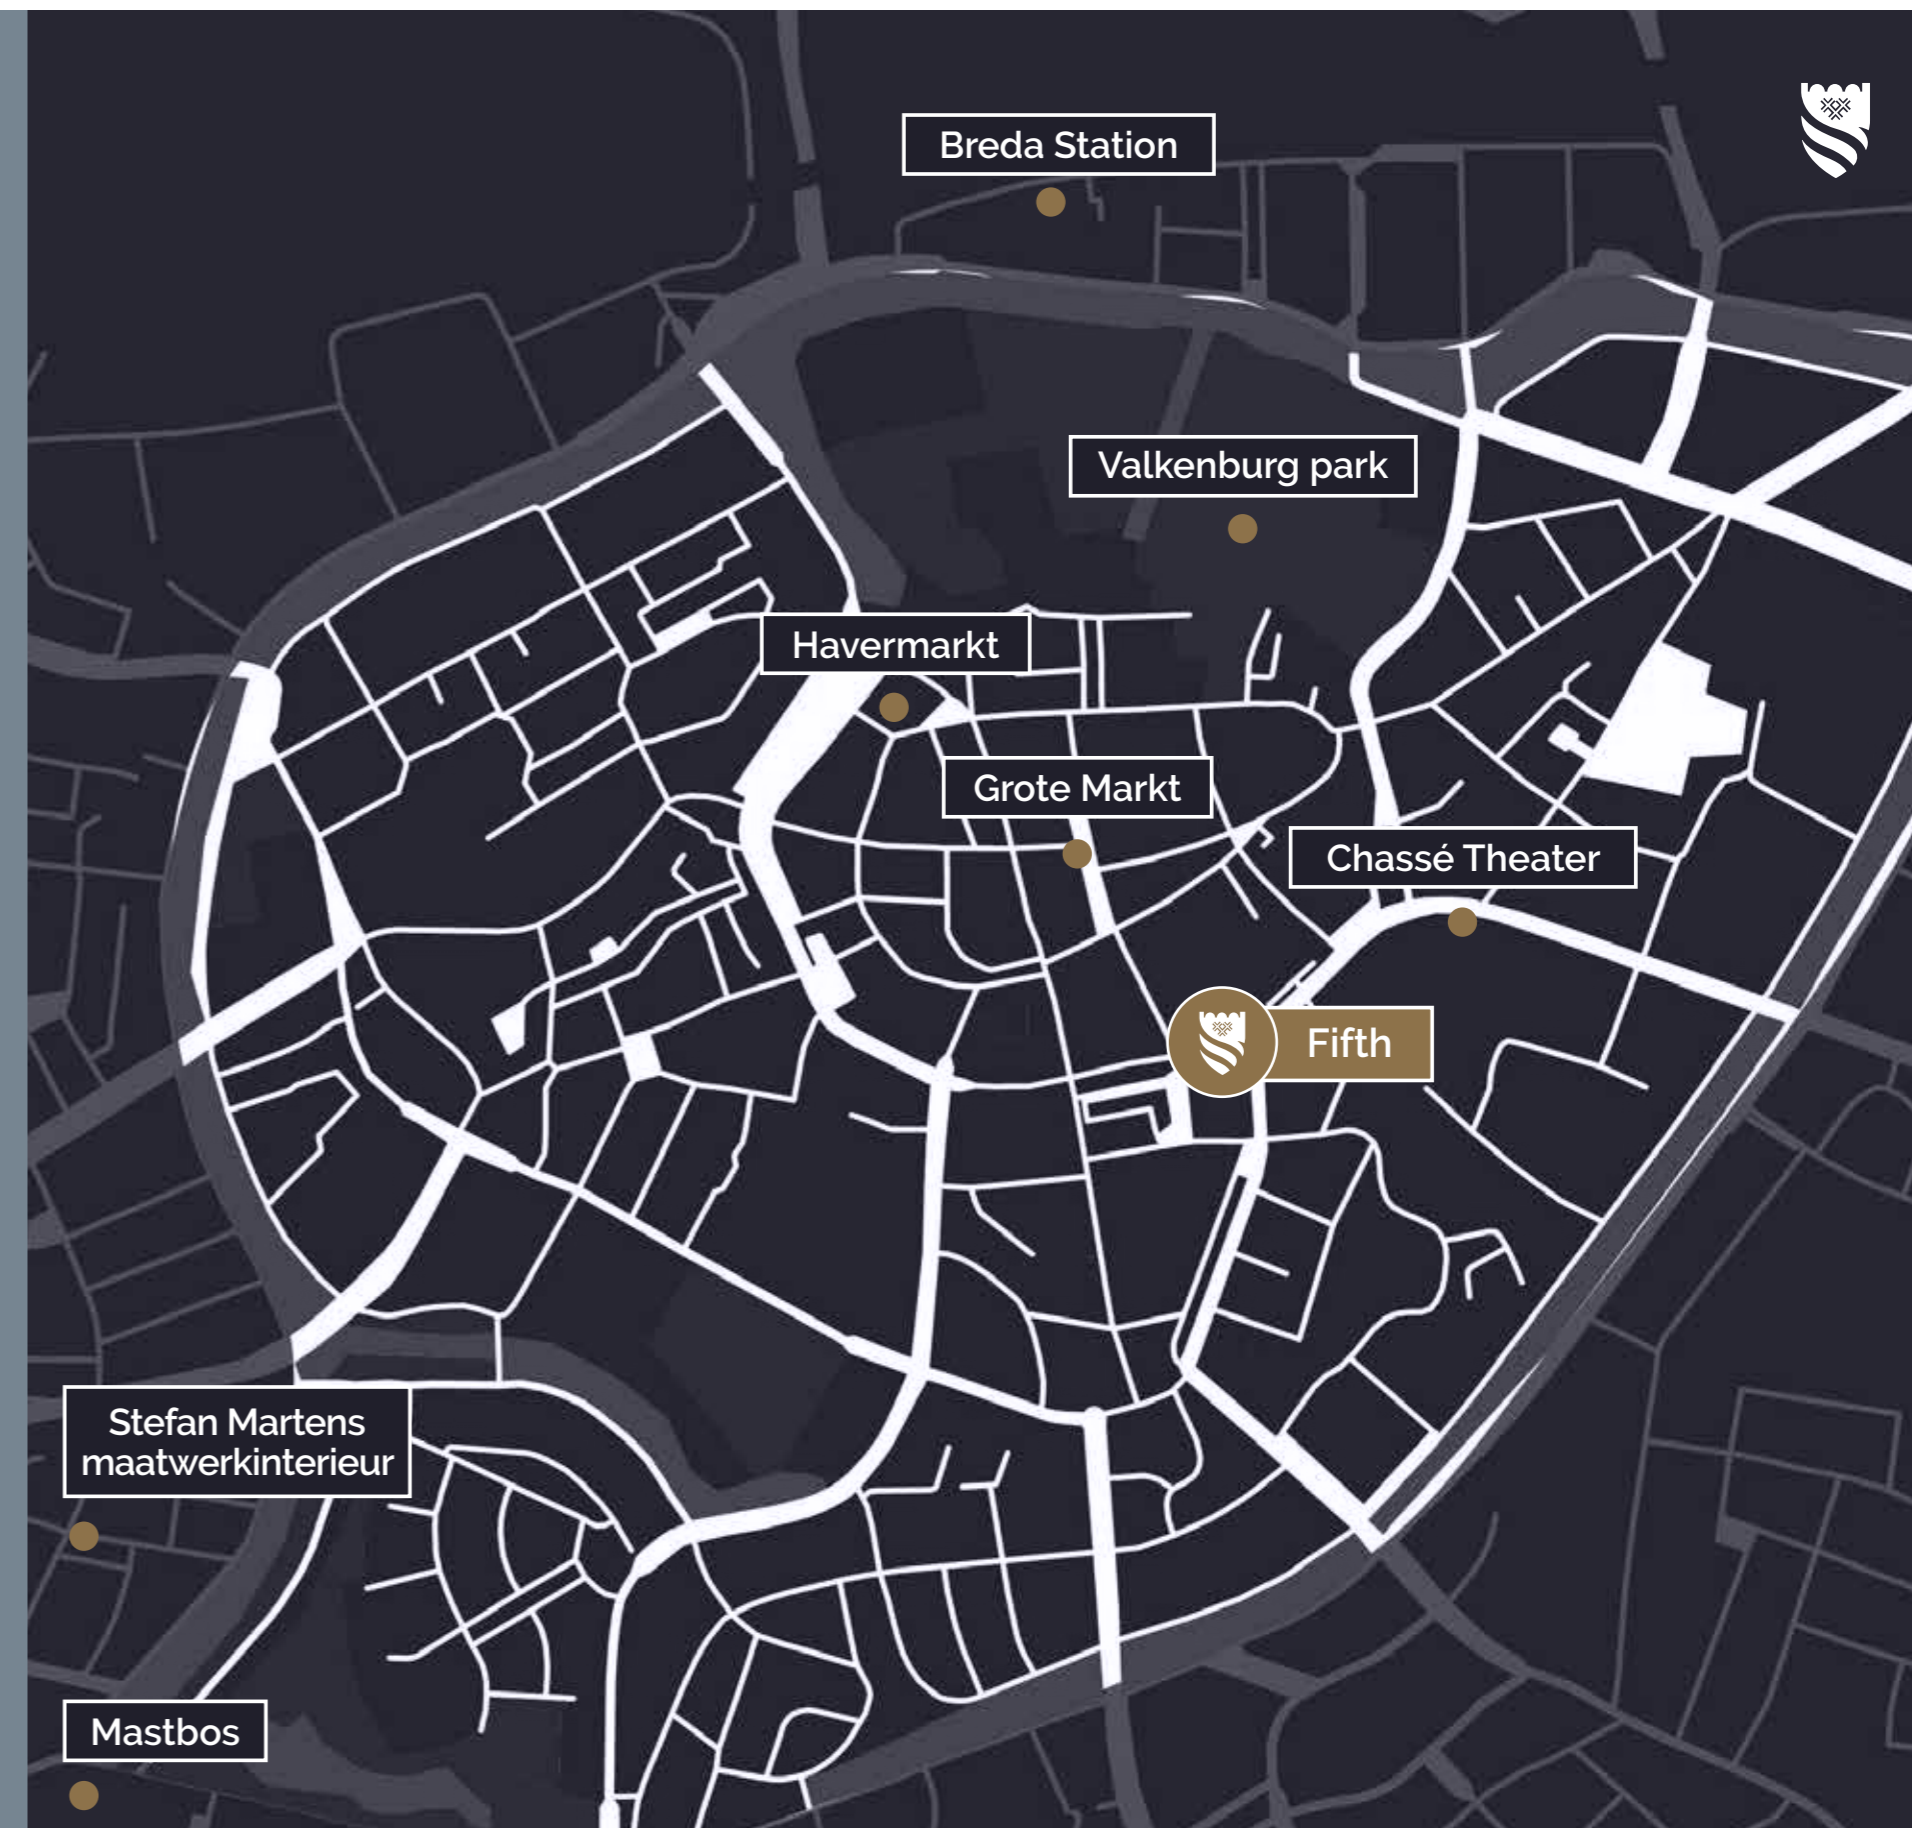 Breda Station
Valkenburg park
Havermarkt
Grote Markt
Chassé Theater
Fifth
Stefan Martens
maatwerkinterieur
Mastbos